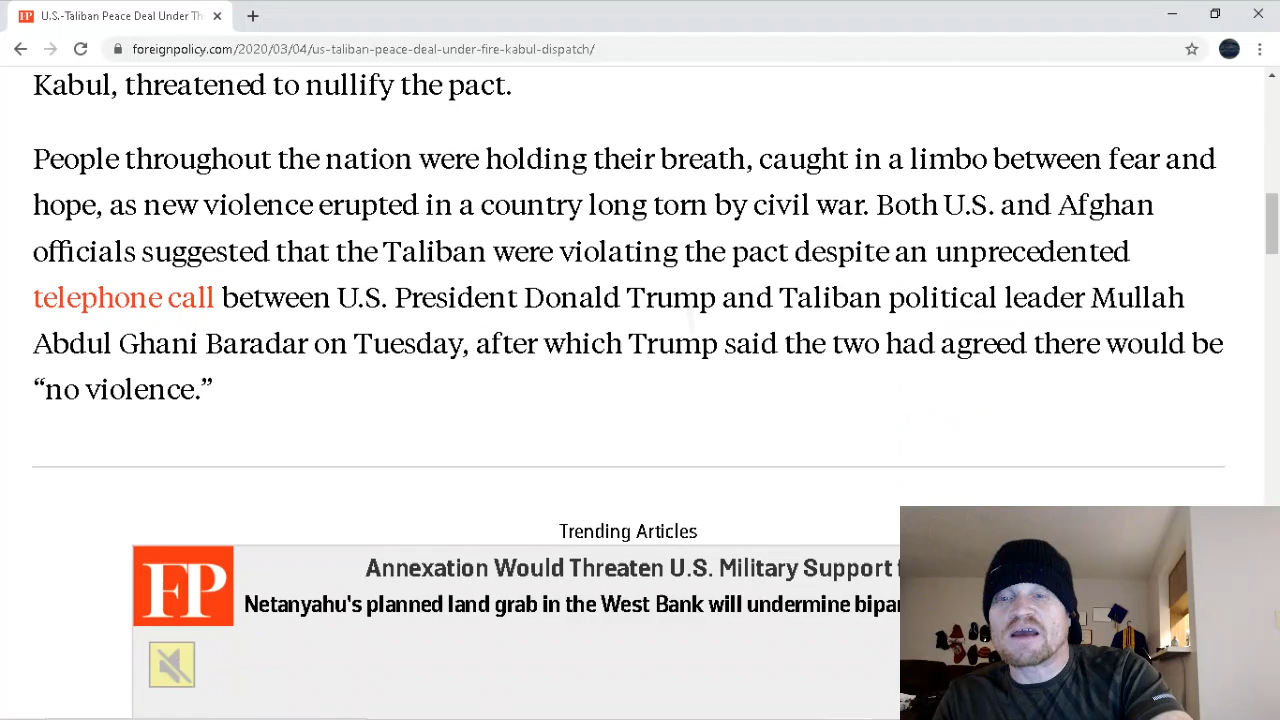 FP U.S.-Taliban Peace Deal Under Th
foreignpolicy.com/2020/03/04/us-taliban-peace-deal-under-fire-kabul-dispatch/
Kabul, threatened to nullify the pact.
People throughout the nation were holding their breath, caught in a limbo between fear and
hope, as new violence erupted in a country long torn by civil war. Both U.S. and Afghan
officials suggested that the Taliban were violating the pact despite an unprecedented
telephone call between U.S. President Donald Trump and Taliban political leader Mullah
Abdul Ghani Baradar on Tuesday, after which Trump said the two had agreed there would be
“no violence.”
Trending Articles
FP
Annexation Would Threaten U.S. Military Support
Netanyahu's planned land grab in the West Bank will undermine bipar